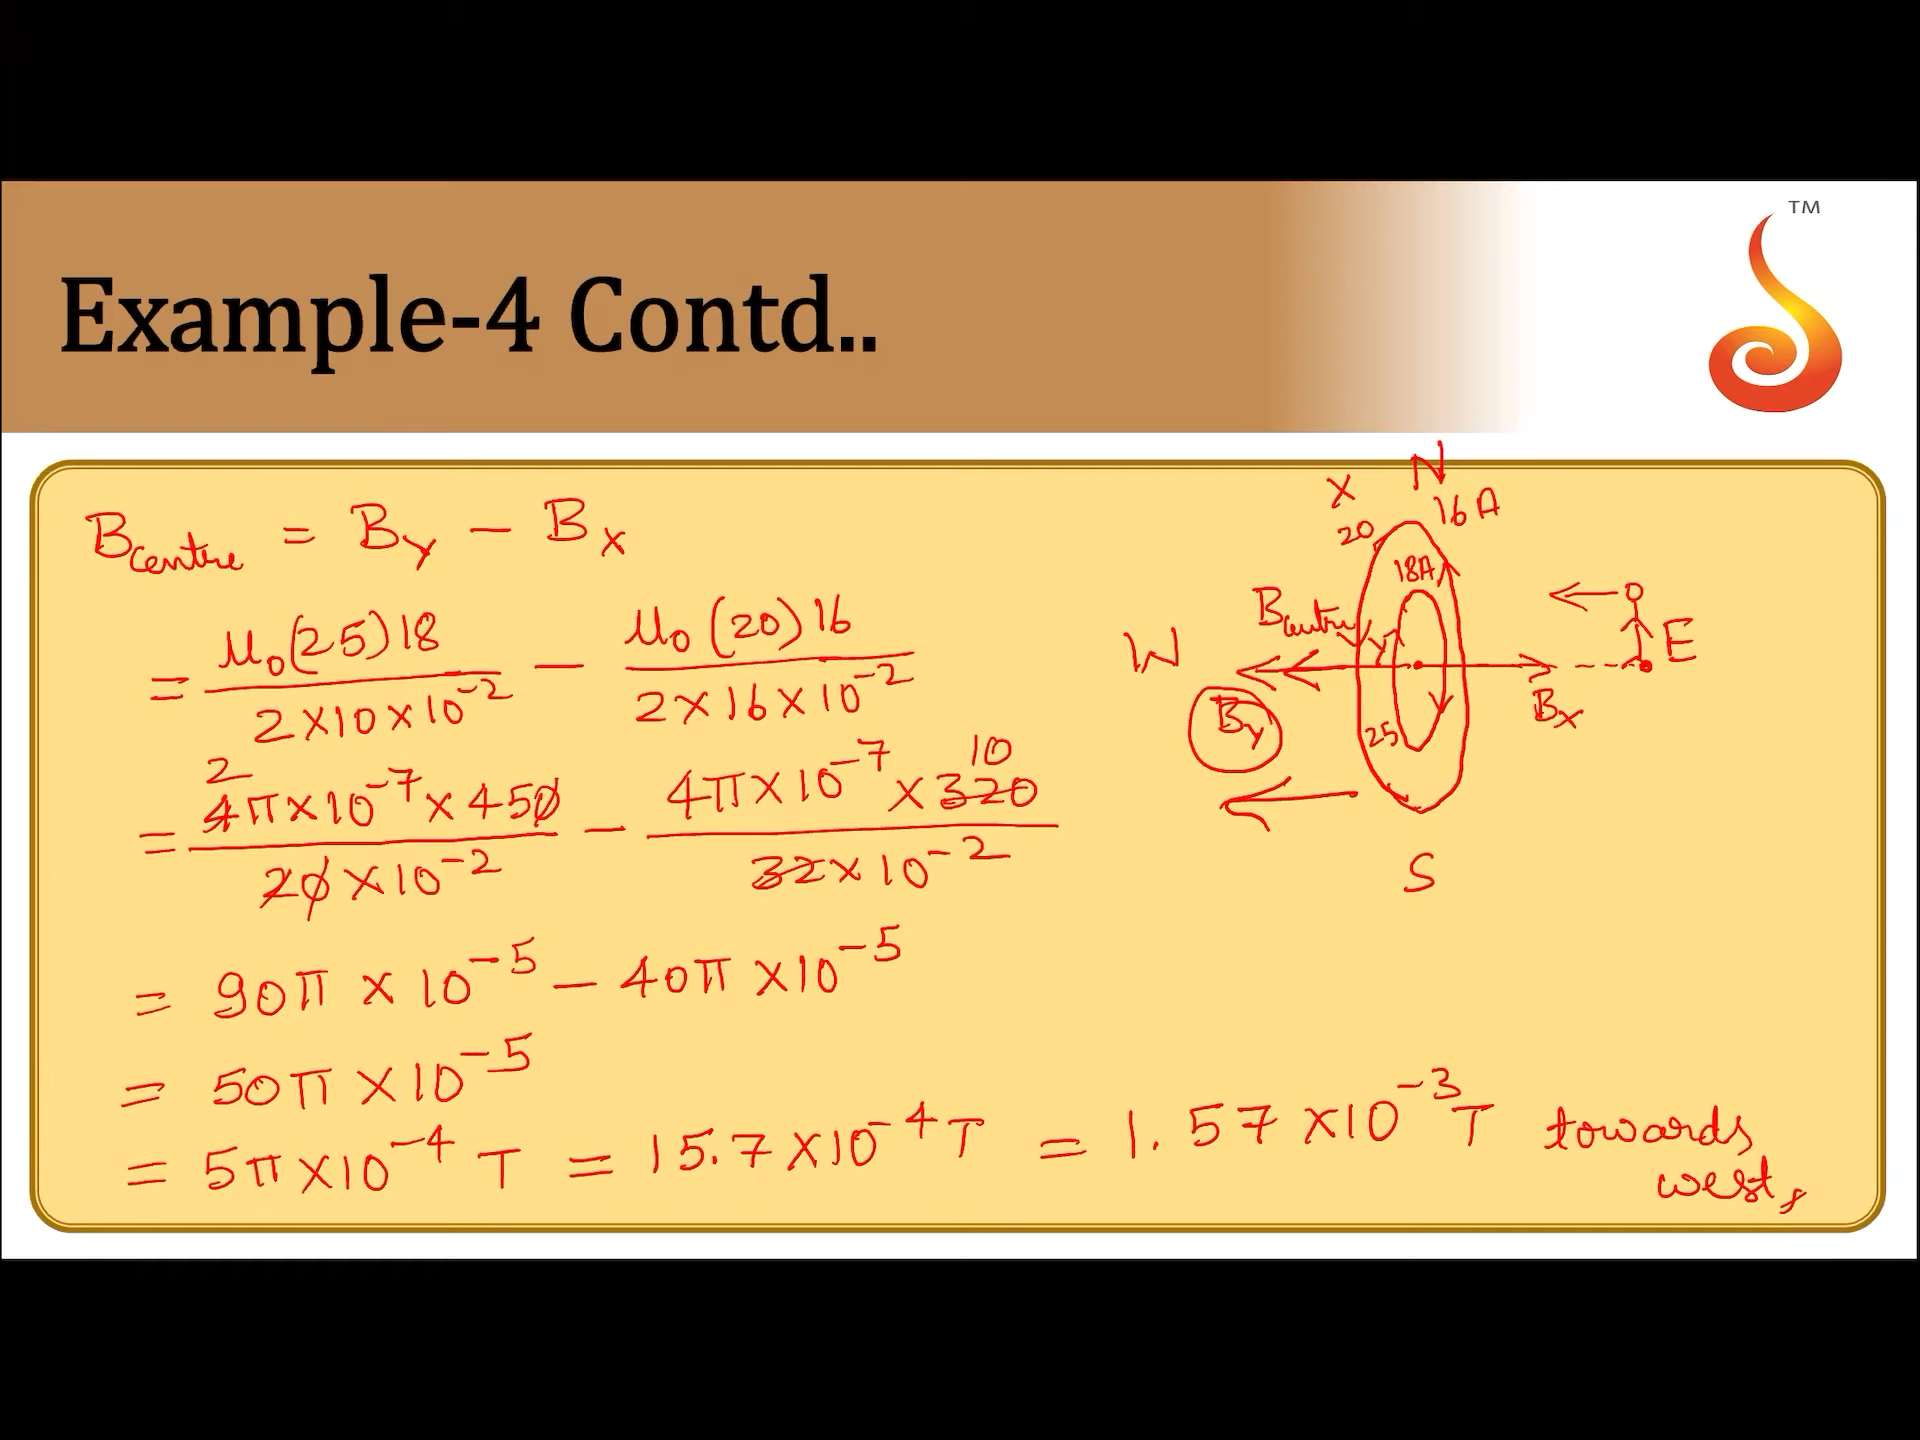 TM
Example-4 Contd..
B_centre = B_Y − B_X
= μ₀(25)18 / 2×10×10⁻² − μ₀(20)16 / 2×16×10⁻²
= 4π×10⁻⁷×450 / 20×10⁻² − 4π×10⁻⁷×320 / 32×10⁻²
2
10
= 90π×10⁻⁵ − 40π×10⁻⁵
= 50π×10⁻⁵
= 5π×10⁻⁴ T = 15.7×10⁻⁴ T = 1.57×10⁻³ T towards
west
N
X
16A
20
18A
B_centre
Y
W
E
B_Y
25
B_X
S